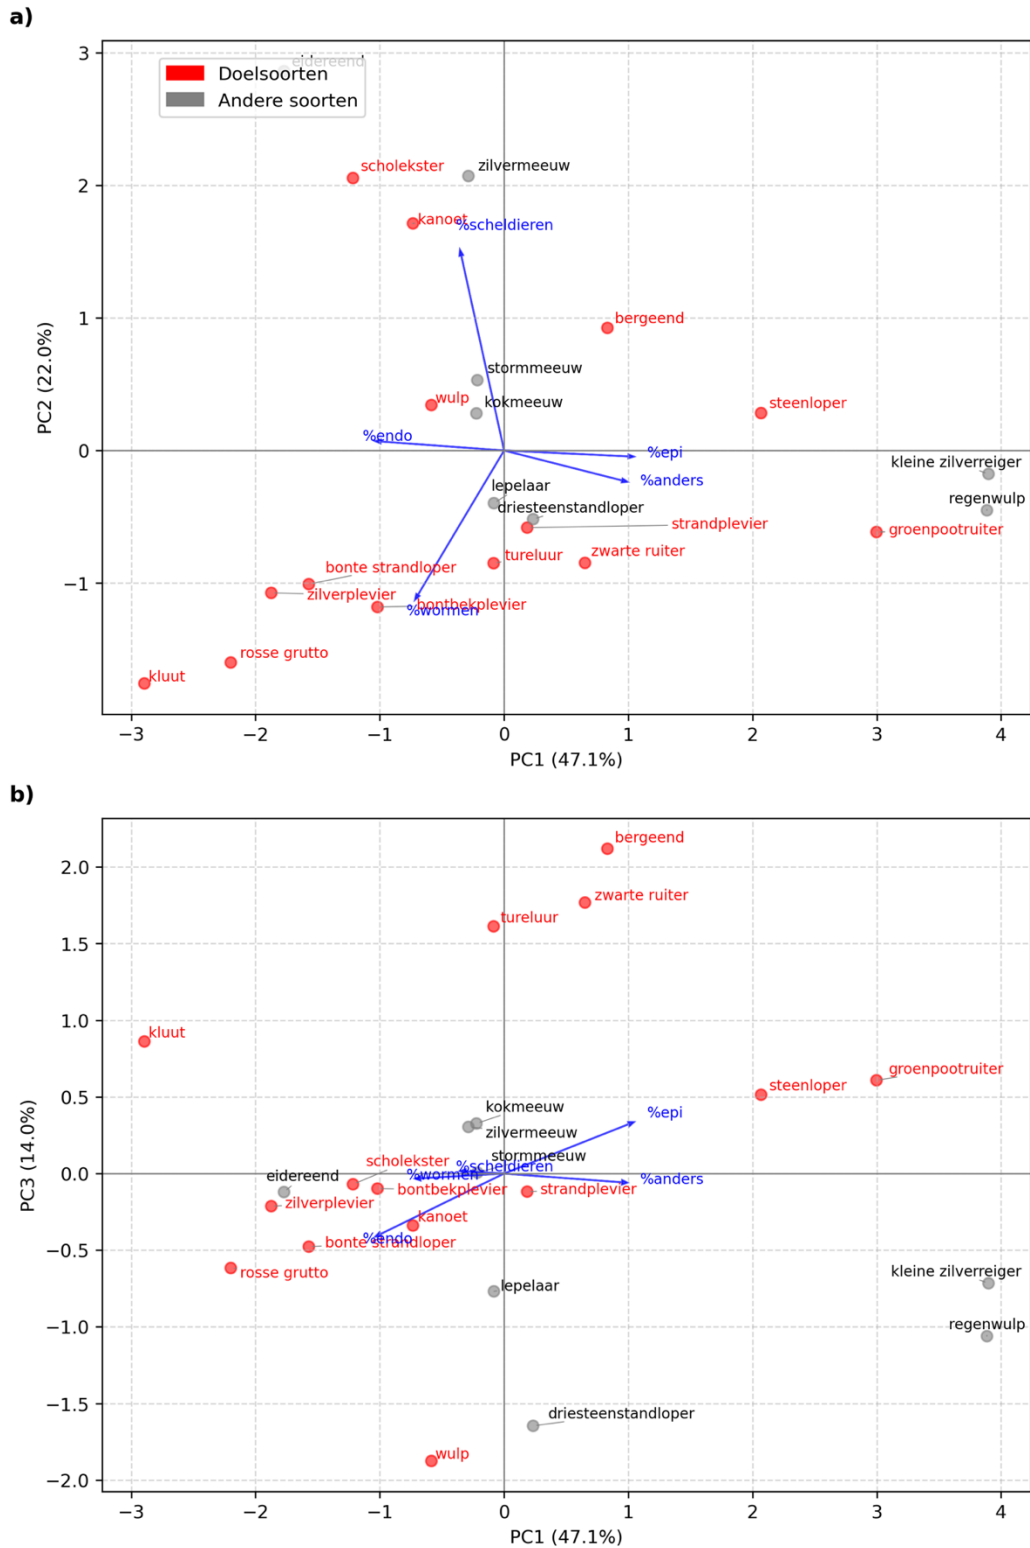 a)
3
eidereend
Doelsoorten
Andere soorten
scholekster
zilvermeeuw
2
kanoet
%scheldieren
bergeend
1
stormmeeuw
wulp
kokmeeuw
steenloper
%endo
0
%epi
kleine zilverreiger
%anders
lepelaar
regenwulp
driesteenstandloper
strandplevier
groenpootruiter
tureluur
zwarte ruiter
bonte strandloper
−1
zilverplevier
bontbekplevier
%wormen
rosse grutto
kluut
PC2 (22.0%)
−3 −2 −1 0 1 2 3 4
PC1 (47.1%)
b)
bergeend
2.0
zwarte ruiter
tureluur
1.5
kluut
1.0
groenpootruiter
steenloper
0.5
kokmeeuw
%epi
zilvermeeuw
stormmeeuw
scholekster
%scheldieren
0.0
eidereend
%wormen
%anders
bontbekplevier
strandplevier
zilverplevier
kanoet
%endo
bonte strandloper
−0.5
rosse grutto
kleine zilverreiger
lepelaar
regenwulp
−1.0
driesteenstandloper
−1.5
wulp
−2.0
PC3 (14.0%)
−3 −2 −1 0 1 2 3 4
PC1 (47.1%)